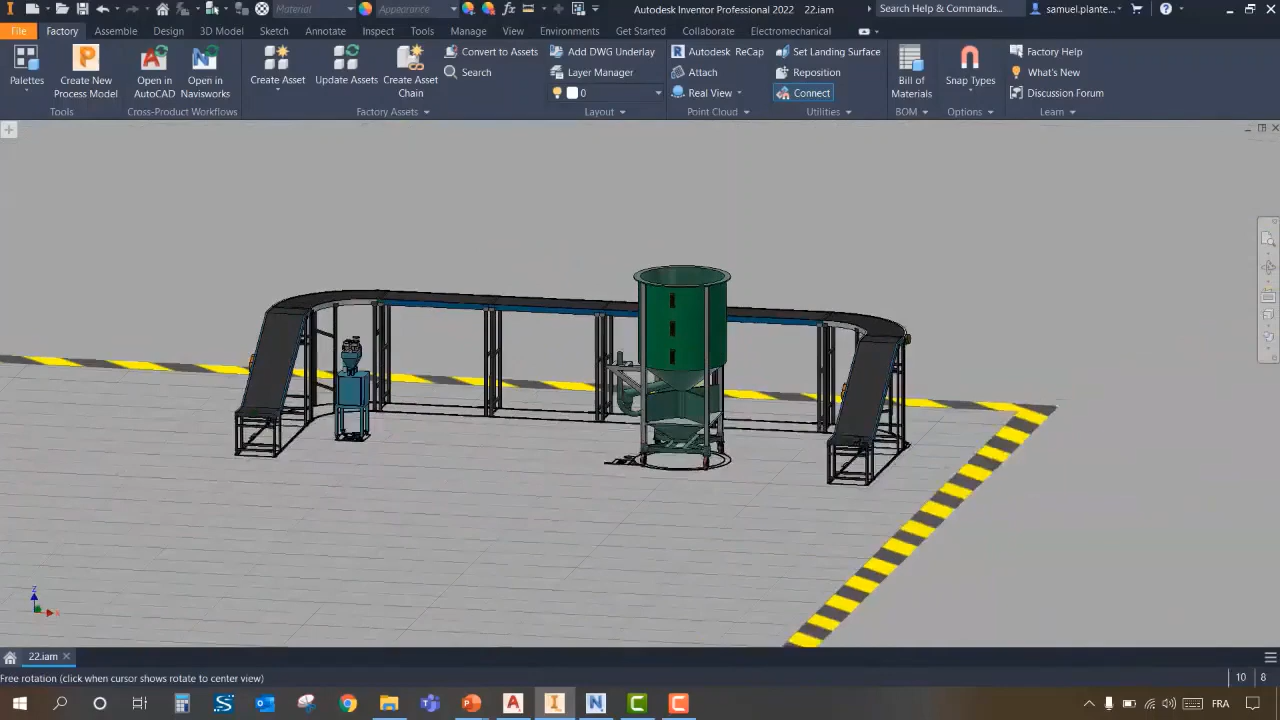 Material
Appearance
Autodesk Inventor Professional 2022 22.iam
Search Help & Commands...
samuel.plante...
File
Factory
Assemble
Design
3D Model
Sketch
Annotate
Inspect
Tools
Manage
View
Environments
Get Started
Collaborate
Electromechanical
Palettes
Create New
Process Model
Tools
Open in
AutoCAD
Open in
Navisworks
Cross-Product Workflows
Create Asset
Update Assets
Create Asset
Chain
Convert to Assets
Search
Factory Assets
Add DWG Underlay
Layer Manager
0
Layout
Autodesk ReCap
Attach
Real View
Point Cloud
Set Landing Surface
Reposition
Connect
Utilities
Bill of
Materials
BOM
Snap Types
Options
Factory Help
What's New
Discussion Forum
Learn
Z
X
22.iam
Free rotation (click when cursor shows rotate to center view)
10 8
FRA